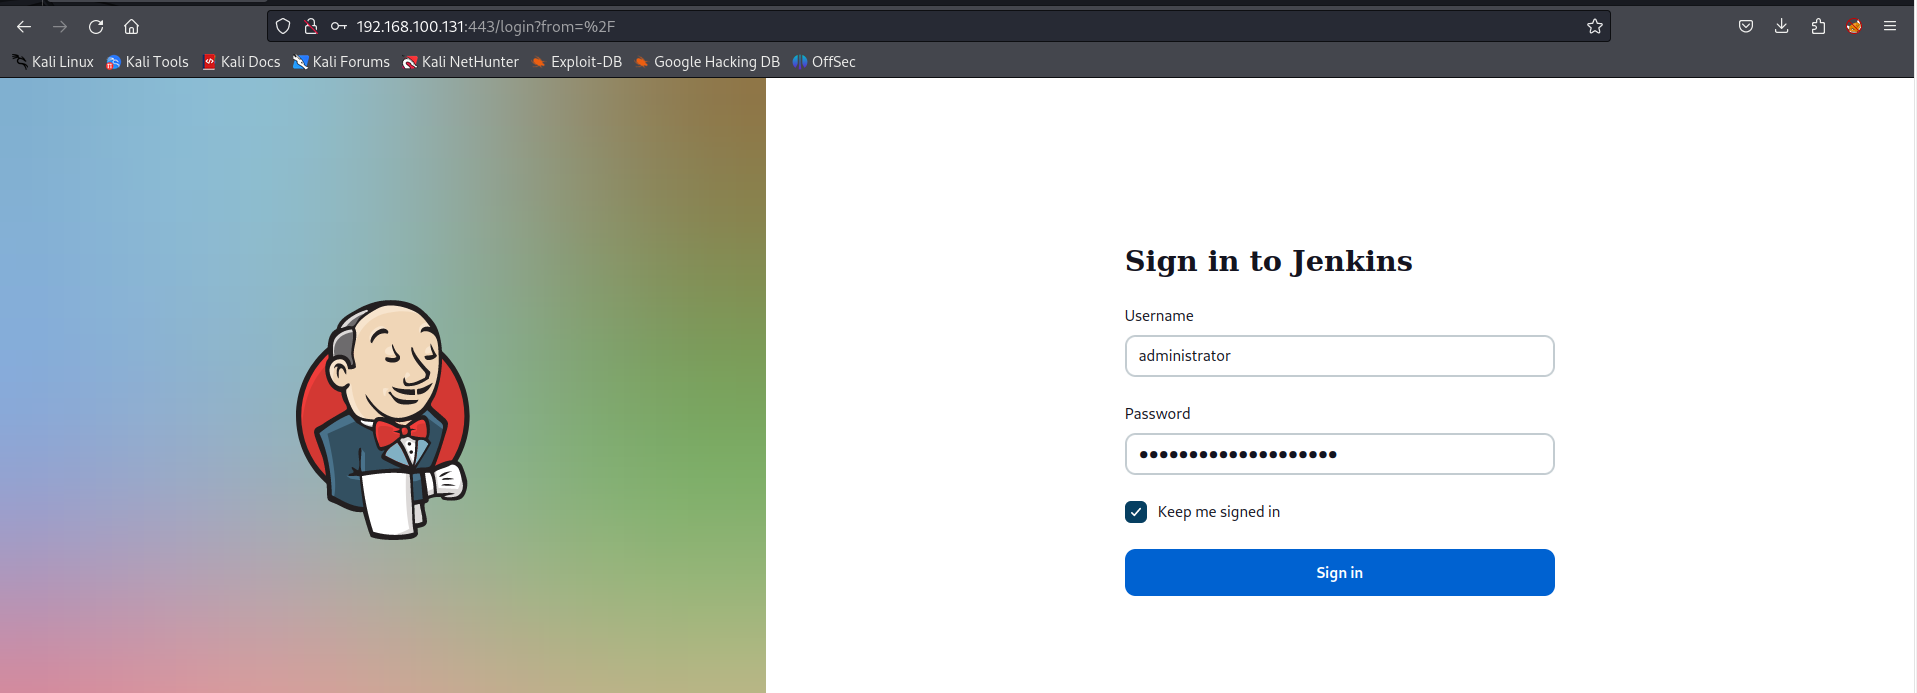 192.168.100.131:443/login?from=%2F
Kali Linux Kali Tools Kali Docs Kali Forums Kali NetHunter Exploit-DB Google Hacking DB OffSec
Sign in to Jenkins
Username
administrator
Password
••••••••••••••••••••
Keep me signed in
Sign in